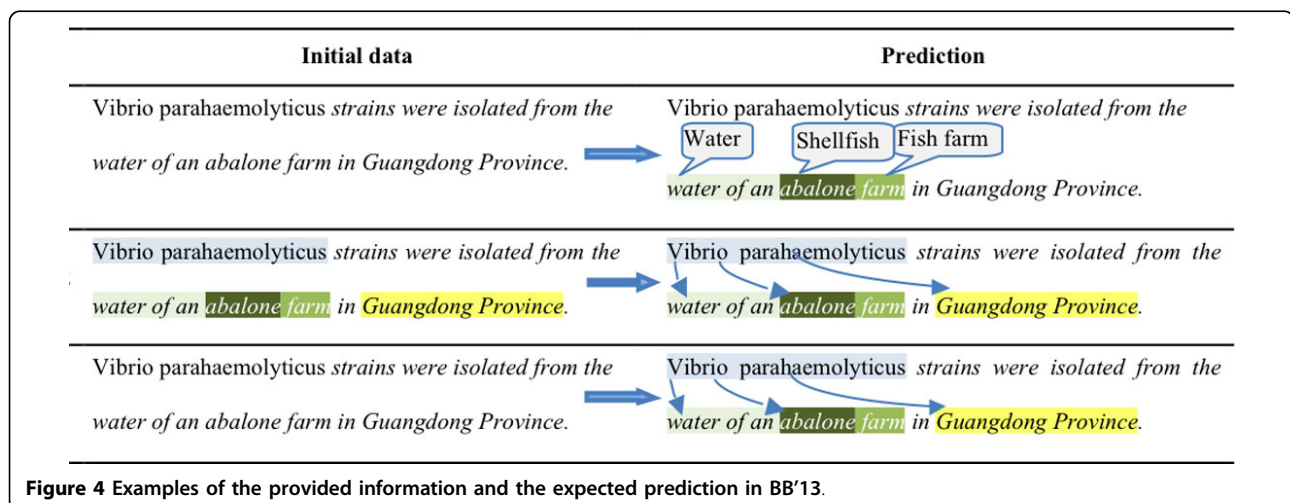 Initial data
Prediction
Vibrio parahaemolyticus strains were isolated from the
water of an abalone farm in Guangdong Province.
Vibrio parahaemolyticus strains were isolated from the
Water
Shellfish
Fish farm
water of an abalone farm in Guangdong Province.
Vibrio parahaemolyticus strains were isolated from the
water of an abalone farm in Guangdong Province.
Vibrio parahaemolyticus strains were isolated from the
water of an abalone farm in Guangdong Province.
Vibrio parahaemolyticus strains were isolated from the
water of an abalone farm in Guangdong Province.
Vibrio parahaemolyticus strains were isolated from the
water of an abalone farm in Guangdong Province.
Figure 4 Examples of the provided information and the expected prediction in BB'13.